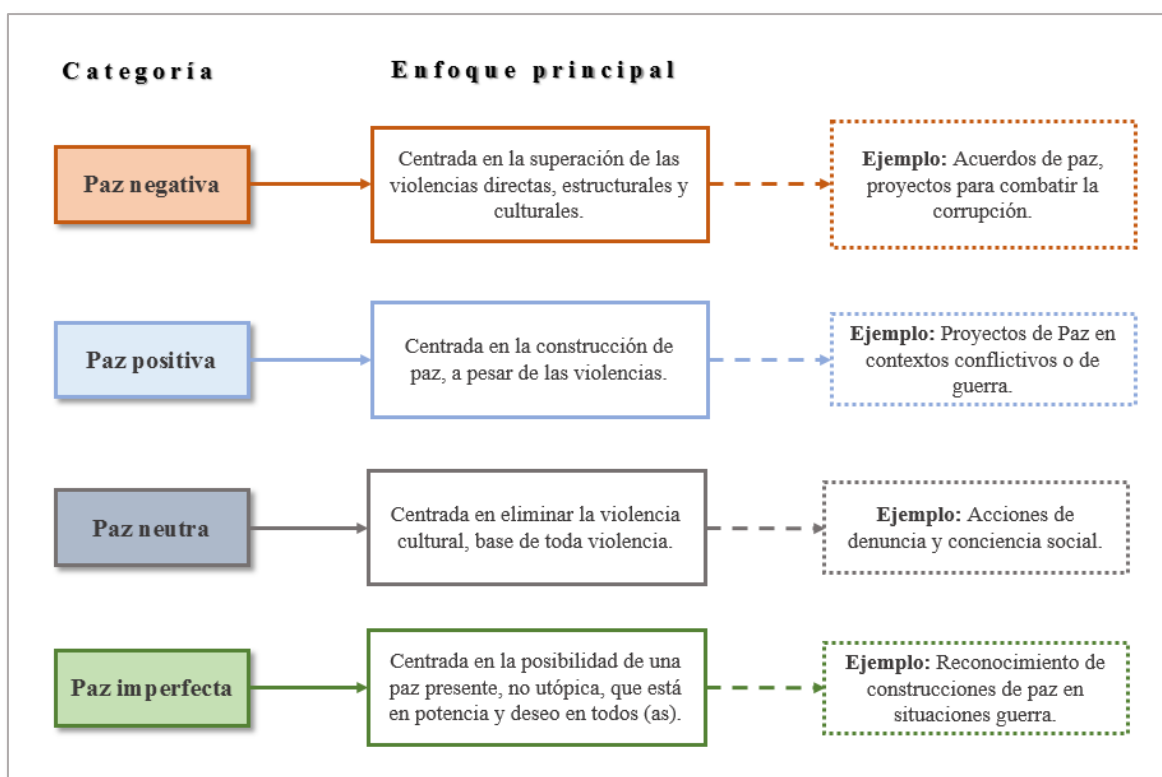 Categoría
Enfoque principal
Paz negativa
Centrada en la superación de las
violencias directas, estructurales y
culturales.
Ejemplo: Acuerdos de paz,
proyectos para combatir la
corrupción.
Paz positiva
Centrada en la construcción de
paz, a pesar de las violencias.
Ejemplo: Proyectos de Paz en
contextos conflictivos o de
guerra.
Paz neutra
Centrada en eliminar la violencia
cultural, base de toda violencia.
Ejemplo: Acciones de
denuncia y conciencia social.
Paz imperfecta
Centrada en la posibilidad de una
paz presente, no utópica, que está
en potencia y deseo en todos (as).
Ejemplo: Reconocimiento de
construcciones de paz en
situaciones guerra.